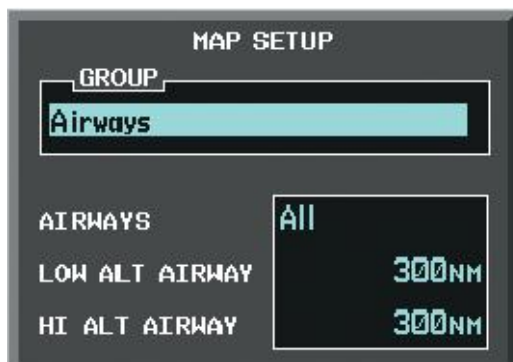 MAP SETUP
GROUP
Airways
AIRWAYS All
LOW ALT AIRWAY 300NM
HI ALT AIRWAY 300NM